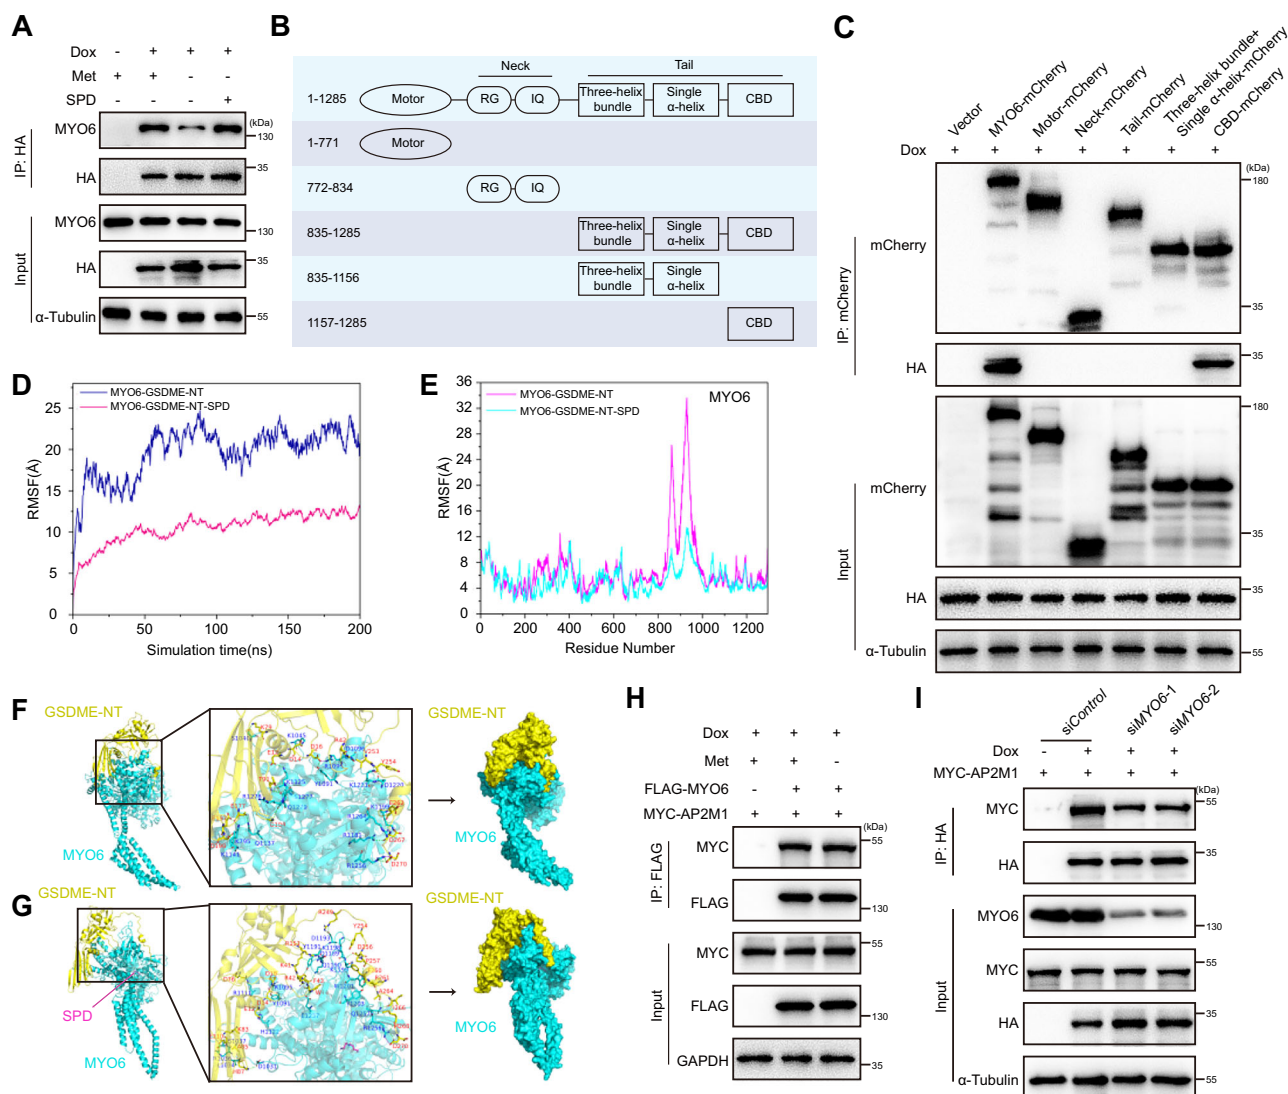 A
Dox - + + +
Met + + - -
SPD - - - +
(kDa)
IP: HA
MYO6
130
HA
35
Input
MYO6
130
HA
35
α-Tubulin
55
B
Neck
Tail
1-1285 Motor RG IQ Three-helix bundle Single α-helix CBD
1-771 Motor
772-834 RG IQ
835-1285 Three-helix bundle Single α-helix CBD
835-1156 Three-helix bundle Single α-helix
1157-1285 CBD
C
Vector
MYO6-mCherry
Motor-mCherry
Neck-mCherry
Tail-mCherry
Three-helix bundle+
Single α-helix-mCherry
CBD-mCherry
Dox + + + + + + +
(kDa)
IP: mCherry
mCherry
180
35
HA
35
Input
mCherry
180
35
HA
35
α-Tubulin
55
D
MYO6-GSDME-NT
MYO6-GSDME-NT-SPD
RMSF(Å)
0 5 10 15 20 25
0 50 100 150 200
Simulation time(ns)
E
MYO6-GSDME-NT
MYO6-GSDME-NT-SPD
MYO6
RMSF(Å)
0 4 8 12 16 20 24 28 32 36
0 200 400 600 800 1000 1200
Residue Number
F
GSDME-NT
MYO6
GSDME-NT
MYO6
K1045
D16
Y254
D1220
D270
G
GSDME-NT
SPD
MYO6
GSDME-NT
MYO6
Y254
H
Dox + + +
Met + + -
FLAG-MYO6 - + +
MYC-AP2M1 + + +
(kDa)
IP: FLAG
MYC
55
FLAG
130
Input
MYC
55
FLAG
130
GAPDH
35
I
siControl
siMYO6-1
siMYO6-2
Dox - + + +
MYC-AP2M1 + + + +
(kDa)
IP: HA
MYC
55
HA
35
Input
MYO6
130
MYC
55
HA
35
α-Tubulin
55